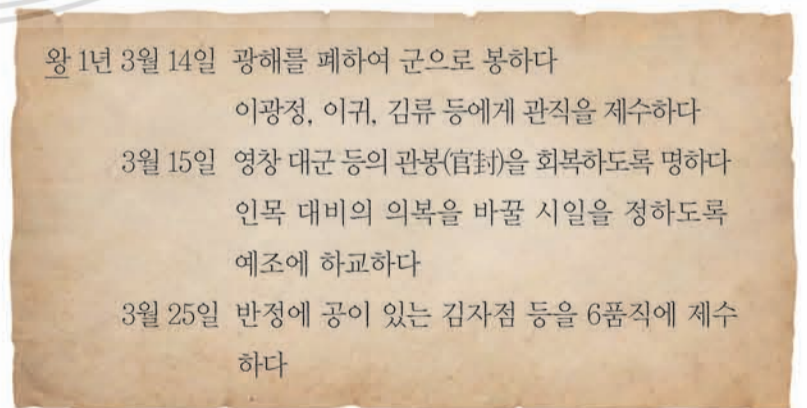 왕 1년 3월 14일 광해를 폐하여 군으로 봉하다
이광정, 이귀, 김류 등에게 관직을 제수하다
3월 15일 영창 대군 등의 관봉(官封)을 회복하도록 명하다
인목 대비의 의복을 바꿀 시일을 정하도록
예조에 하교하다
3월 25일 반정에 공이 있는 김자점 등을 6품직에 제수
하다